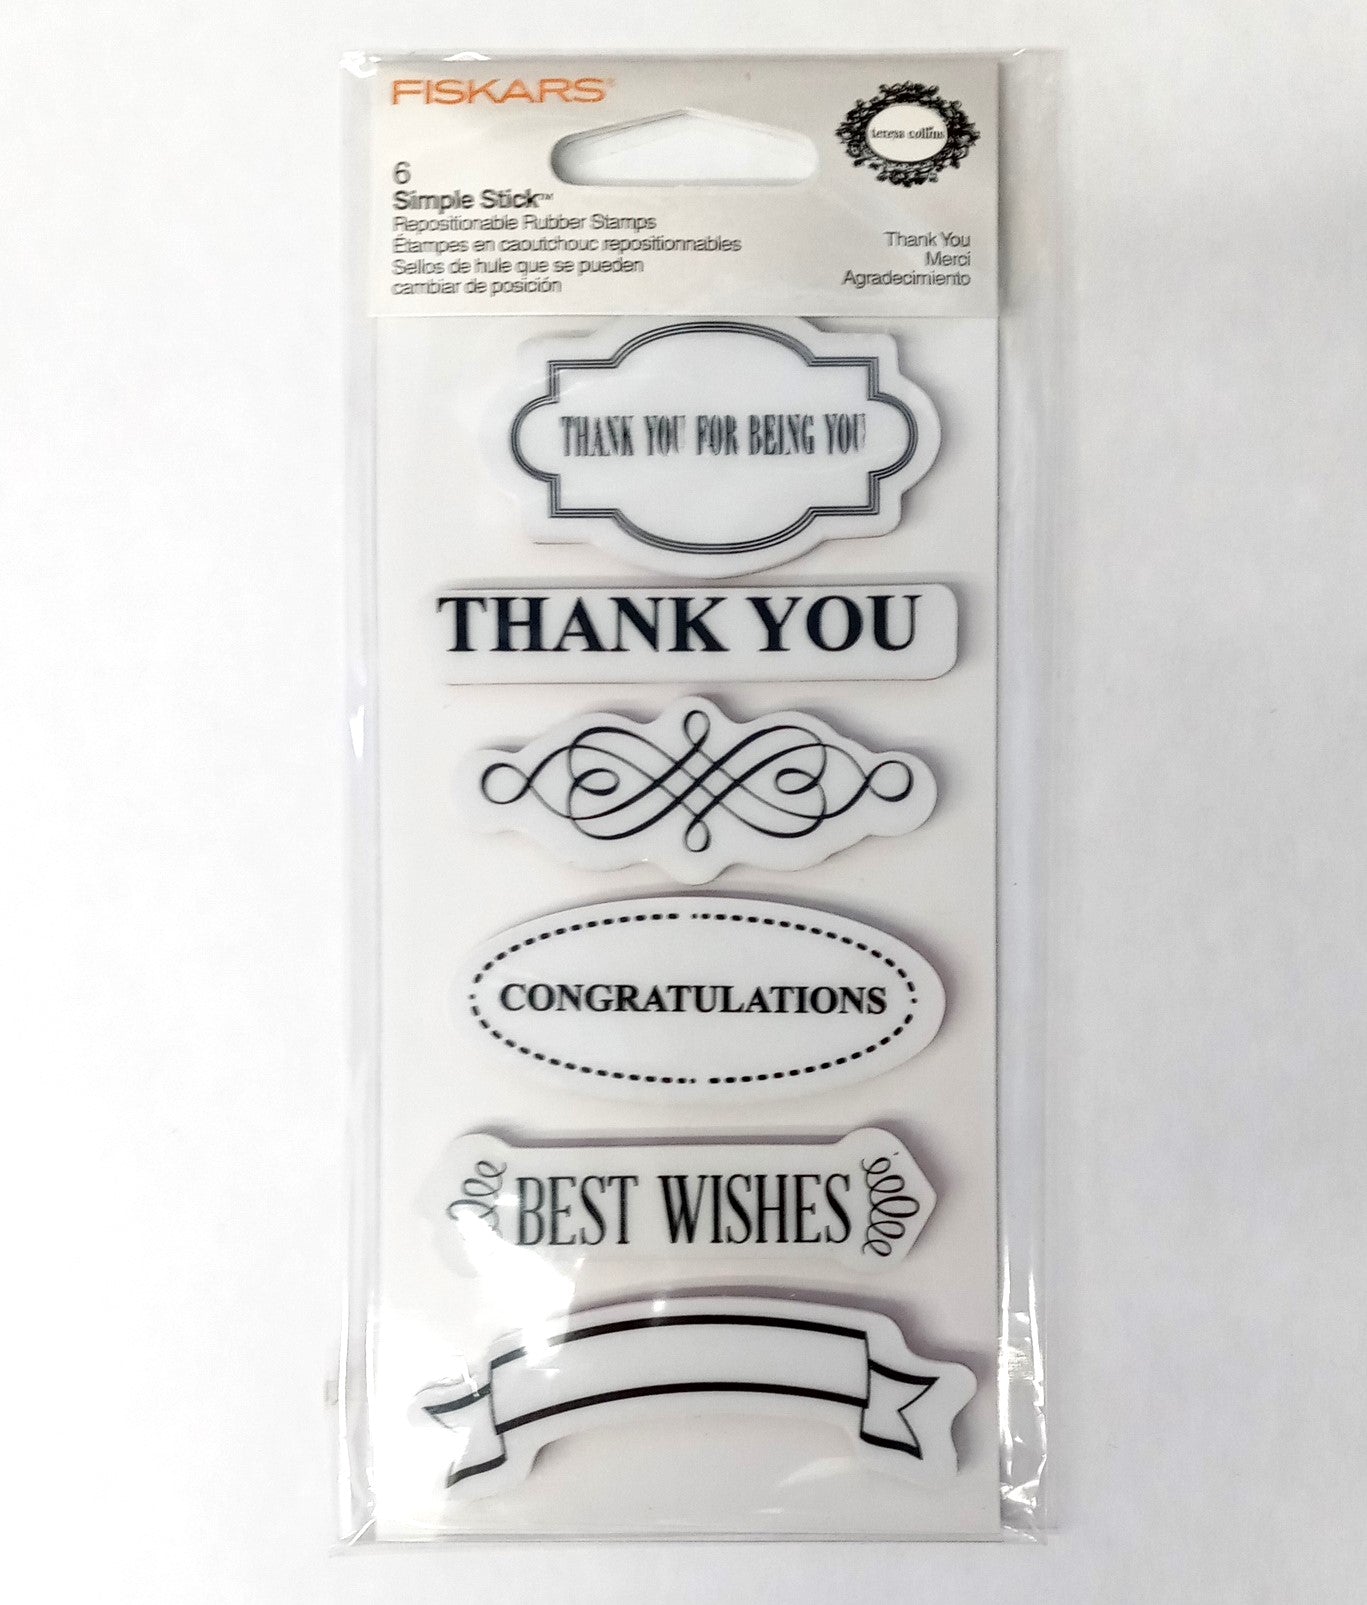 FISKARS®
teresa collins
6
Simple Stick™
Repositionable Rubber Stamps
Étampes en caoutchouc repositionnables
Sellos de hule que se pueden
cambiar de posición
Thank You
Merci
Agradecimiento
THANK YOU FOR BEING YOU
THANK YOU
CONGRATULATIONS
BEST WISHES